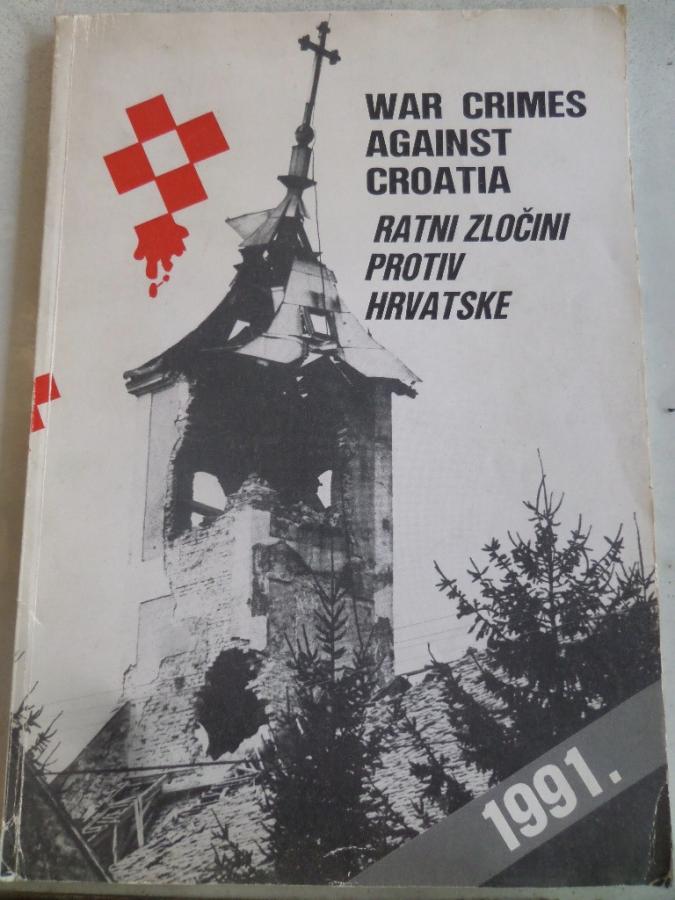 WAR CRIMES
AGAINST
CROATIA
RATNI ZLOČINI
PROTIV
HRVATSKE
1991.